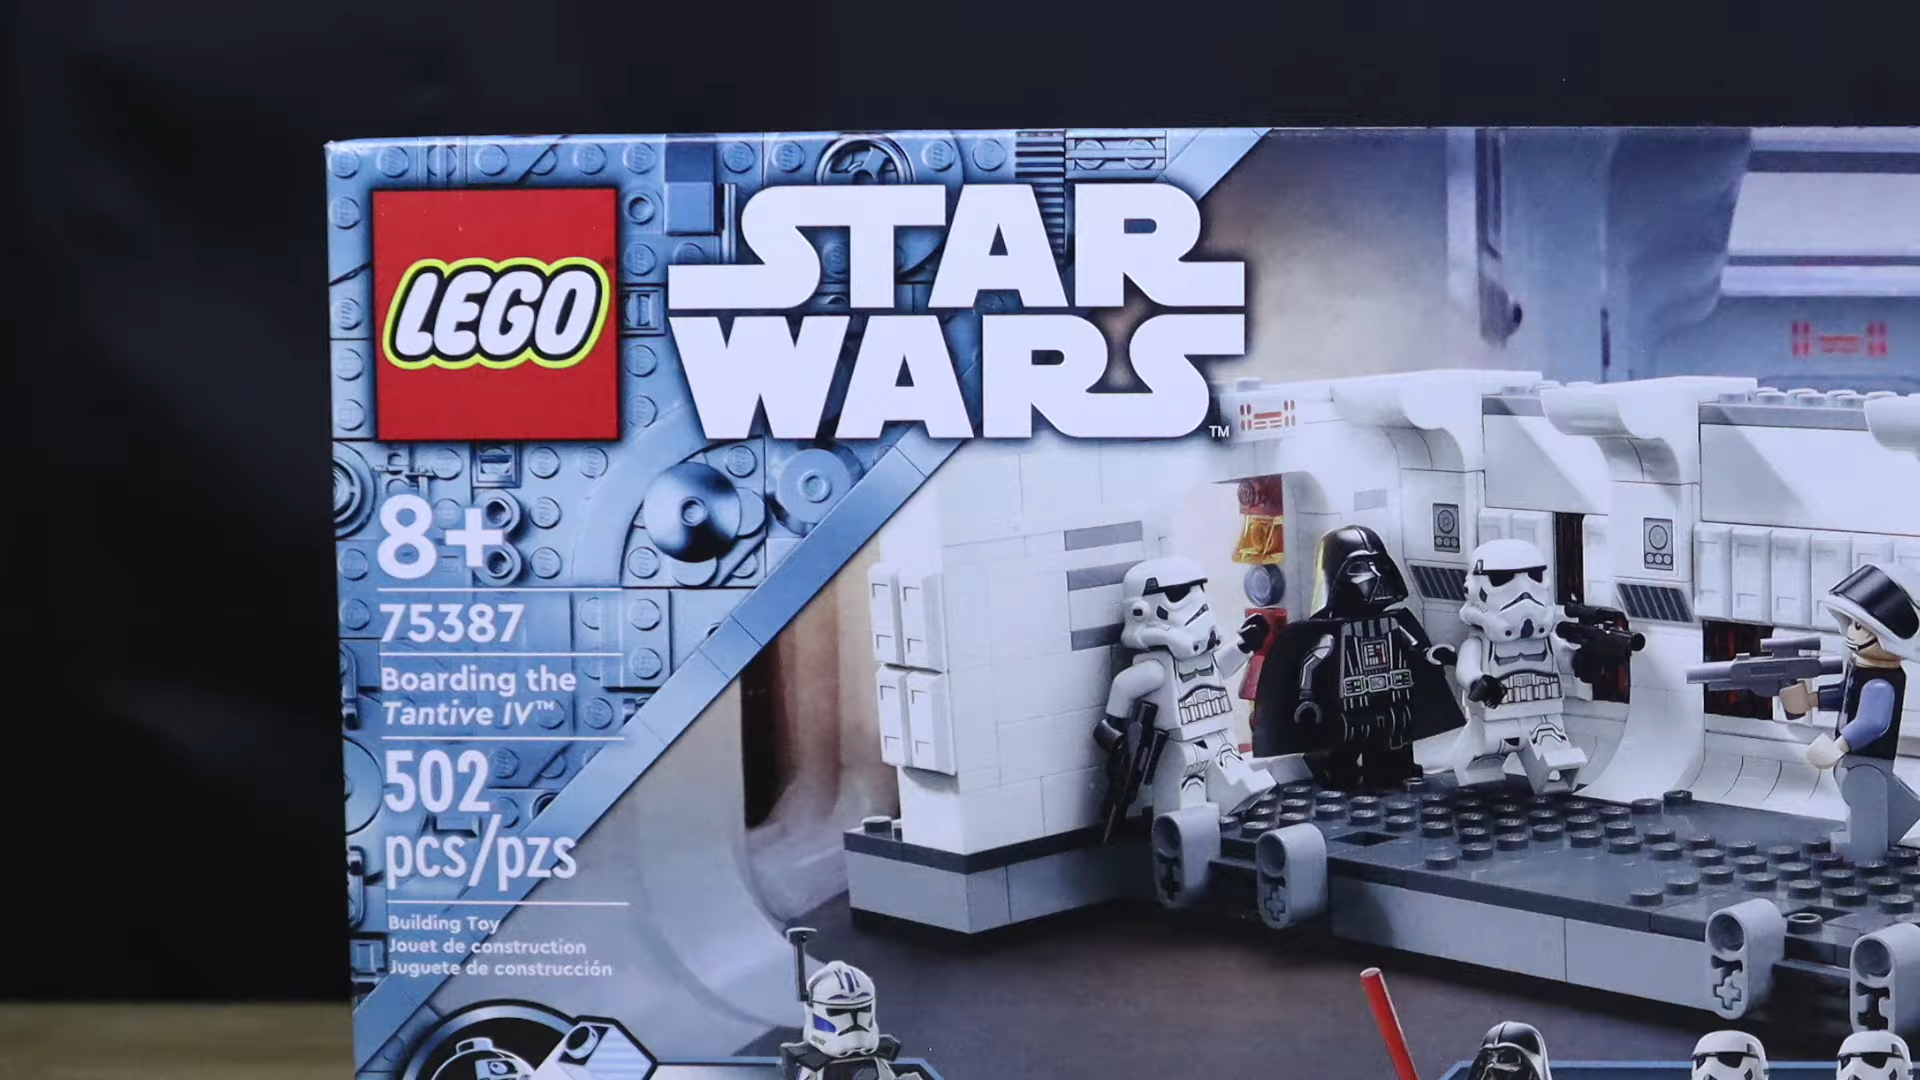 LEGO
STAR
WARS
TM
8+
75387
Boarding the
Tantive IV™
502
pcs/pzs
Building Toy
Jouet de construction
Juguete de construcción